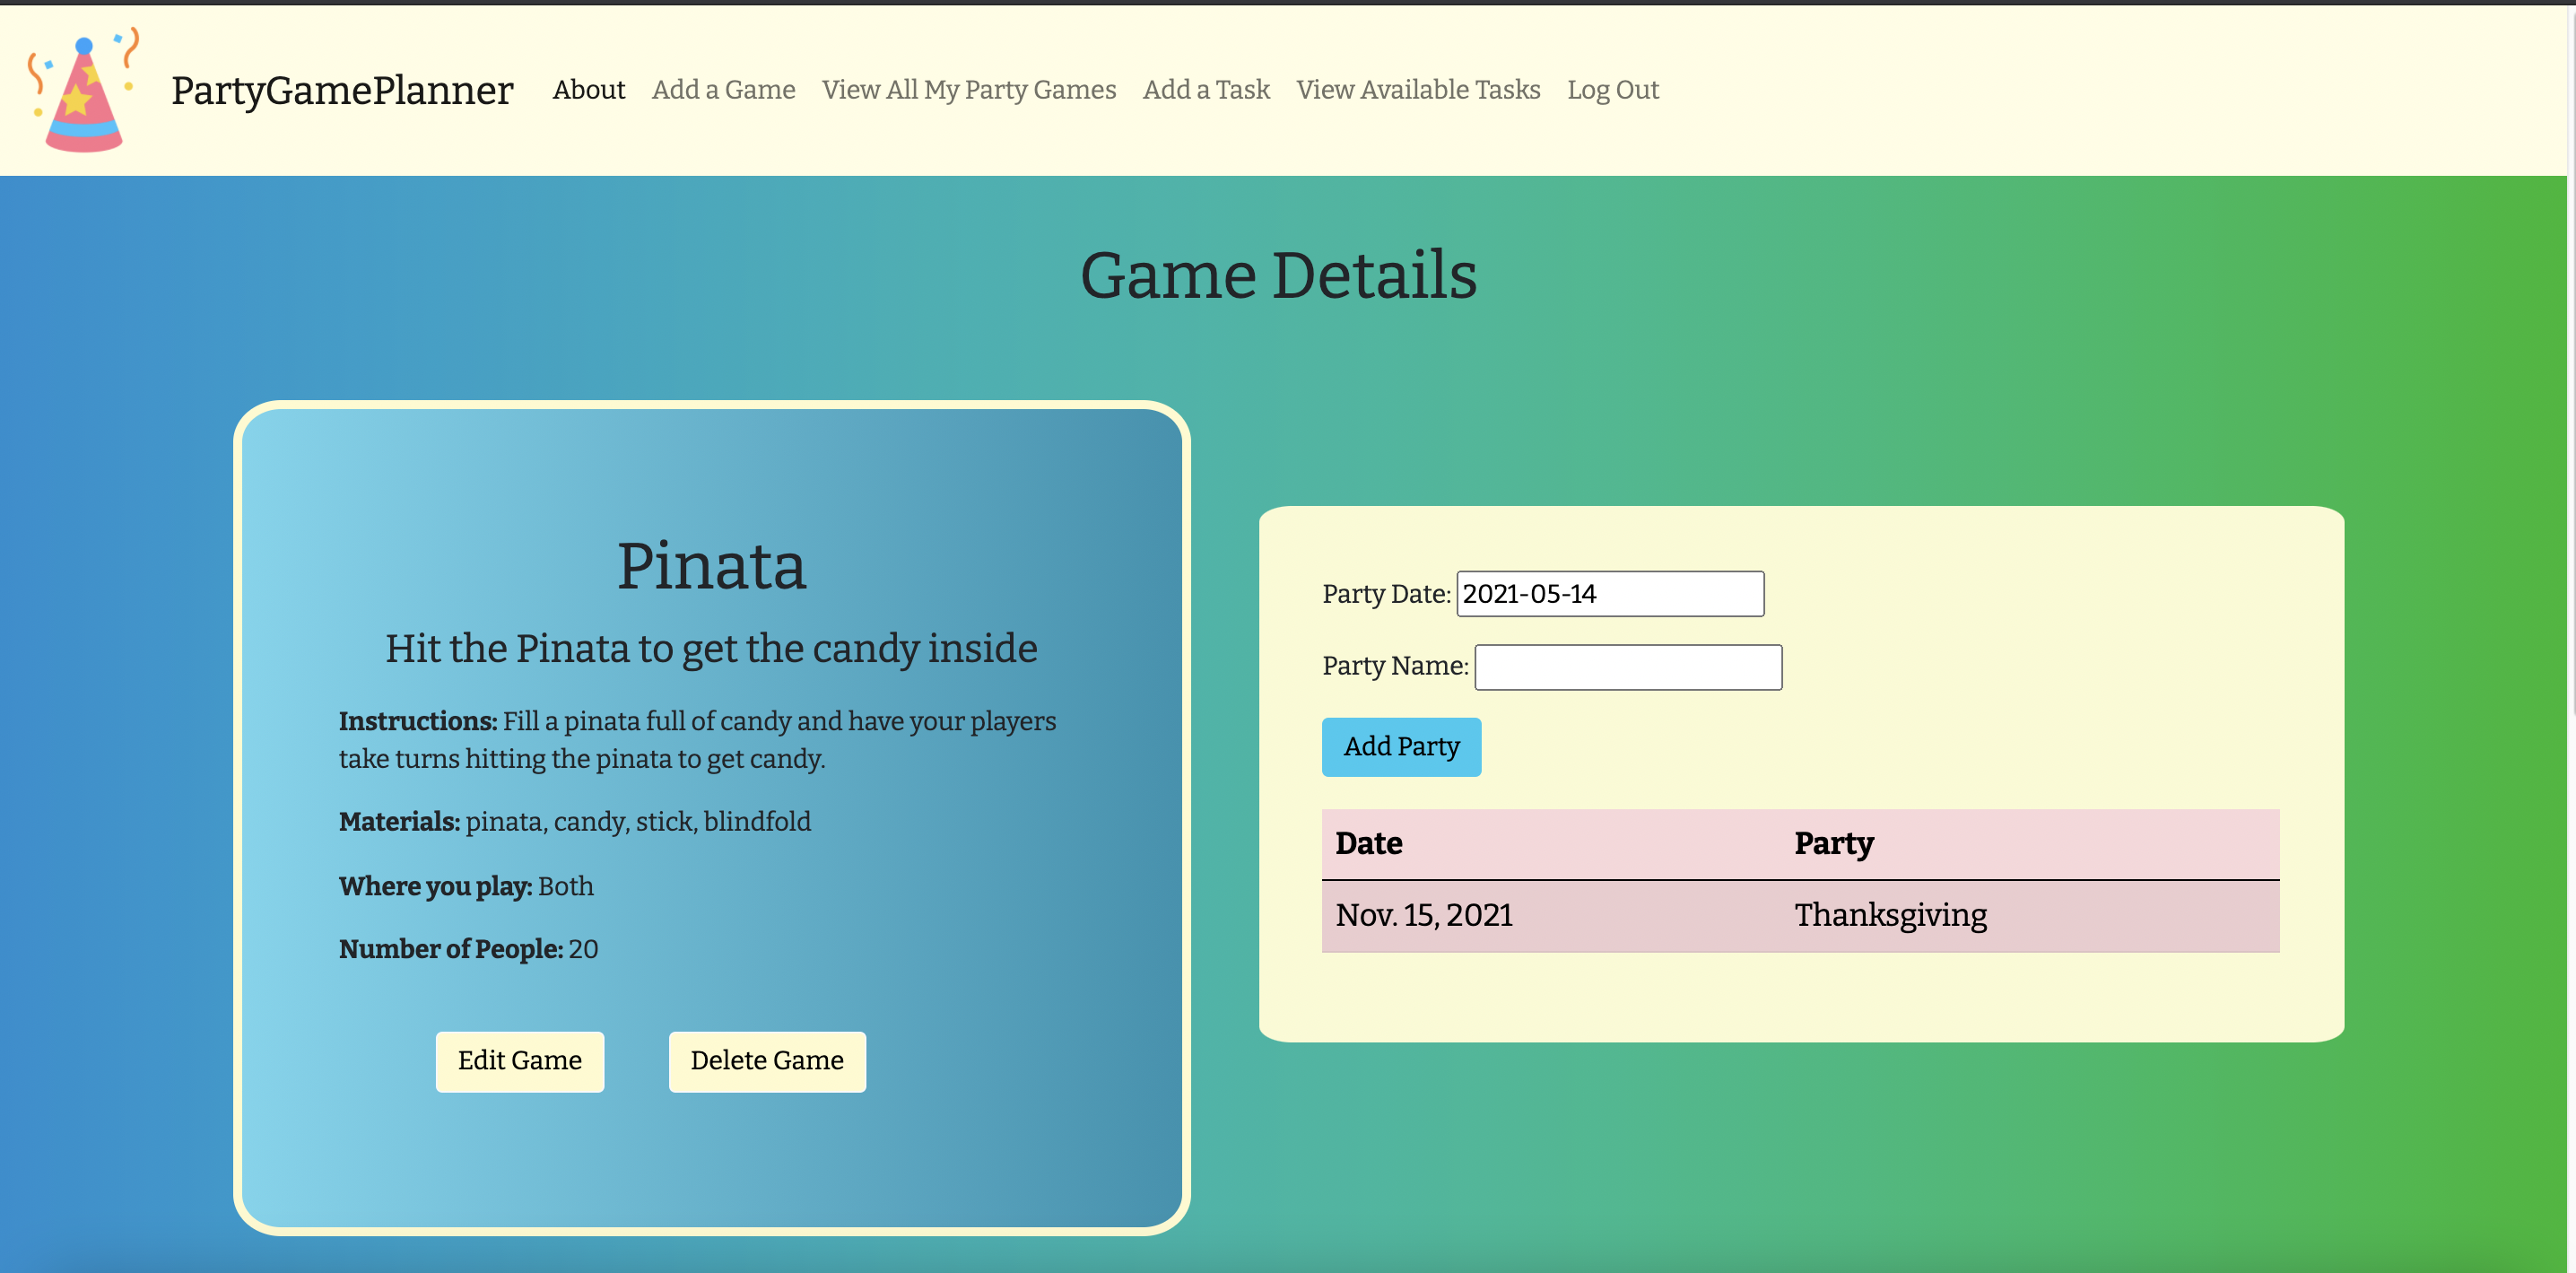 PartyGamePlanner About Add a Game View All My Party Games Add a Task View Available Tasks Log Out
Game Details
Pinata
Hit the Pinata to get the candy inside
Instructions: Fill a pinata full of candy and have your players
take turns hitting the pinata to get candy.
Materials: pinata, candy, stick, blindfold
Where you play: Both
Number of People: 20
Edit Game Delete Game
Party Date: 2021-05-14
Party Name:
Add Party
Date Party
Nov. 15, 2021 Thanksgiving